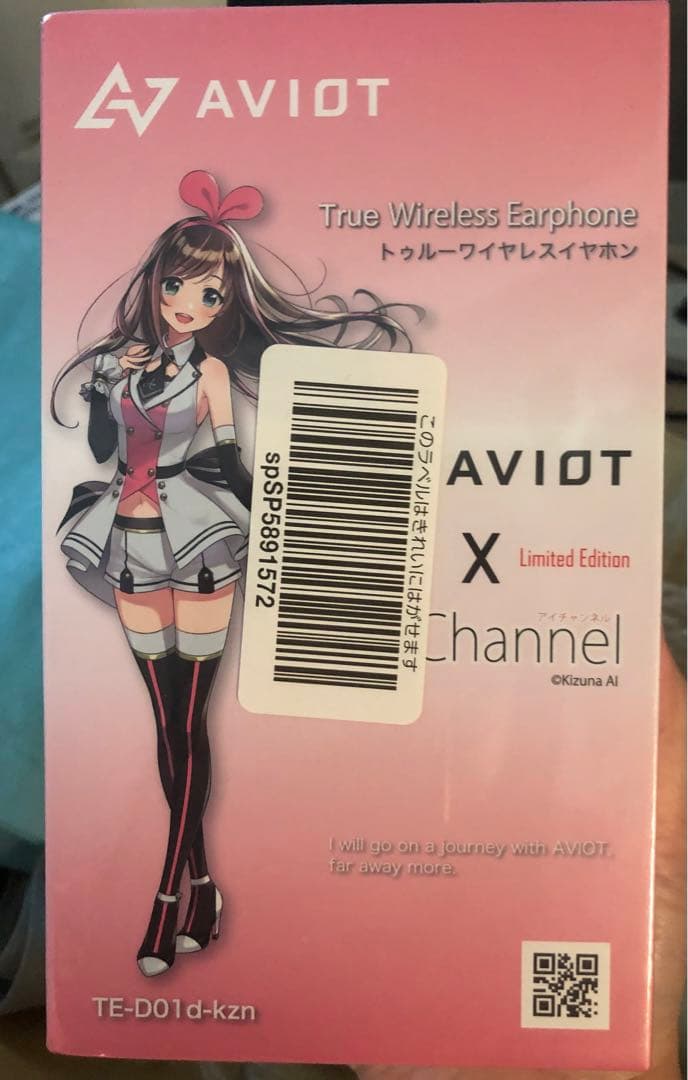 AVIOT
True Wireless Earphone
トゥルーワイヤレスイヤホン
このラベルはきれいにはがせます
spSP5891572
AVIOT
X Limited Edition
アイチャンネル
Channel
©Kizuna AI
I will go on a journey with AVIOT,
far away more.
TE-D01d-kzn